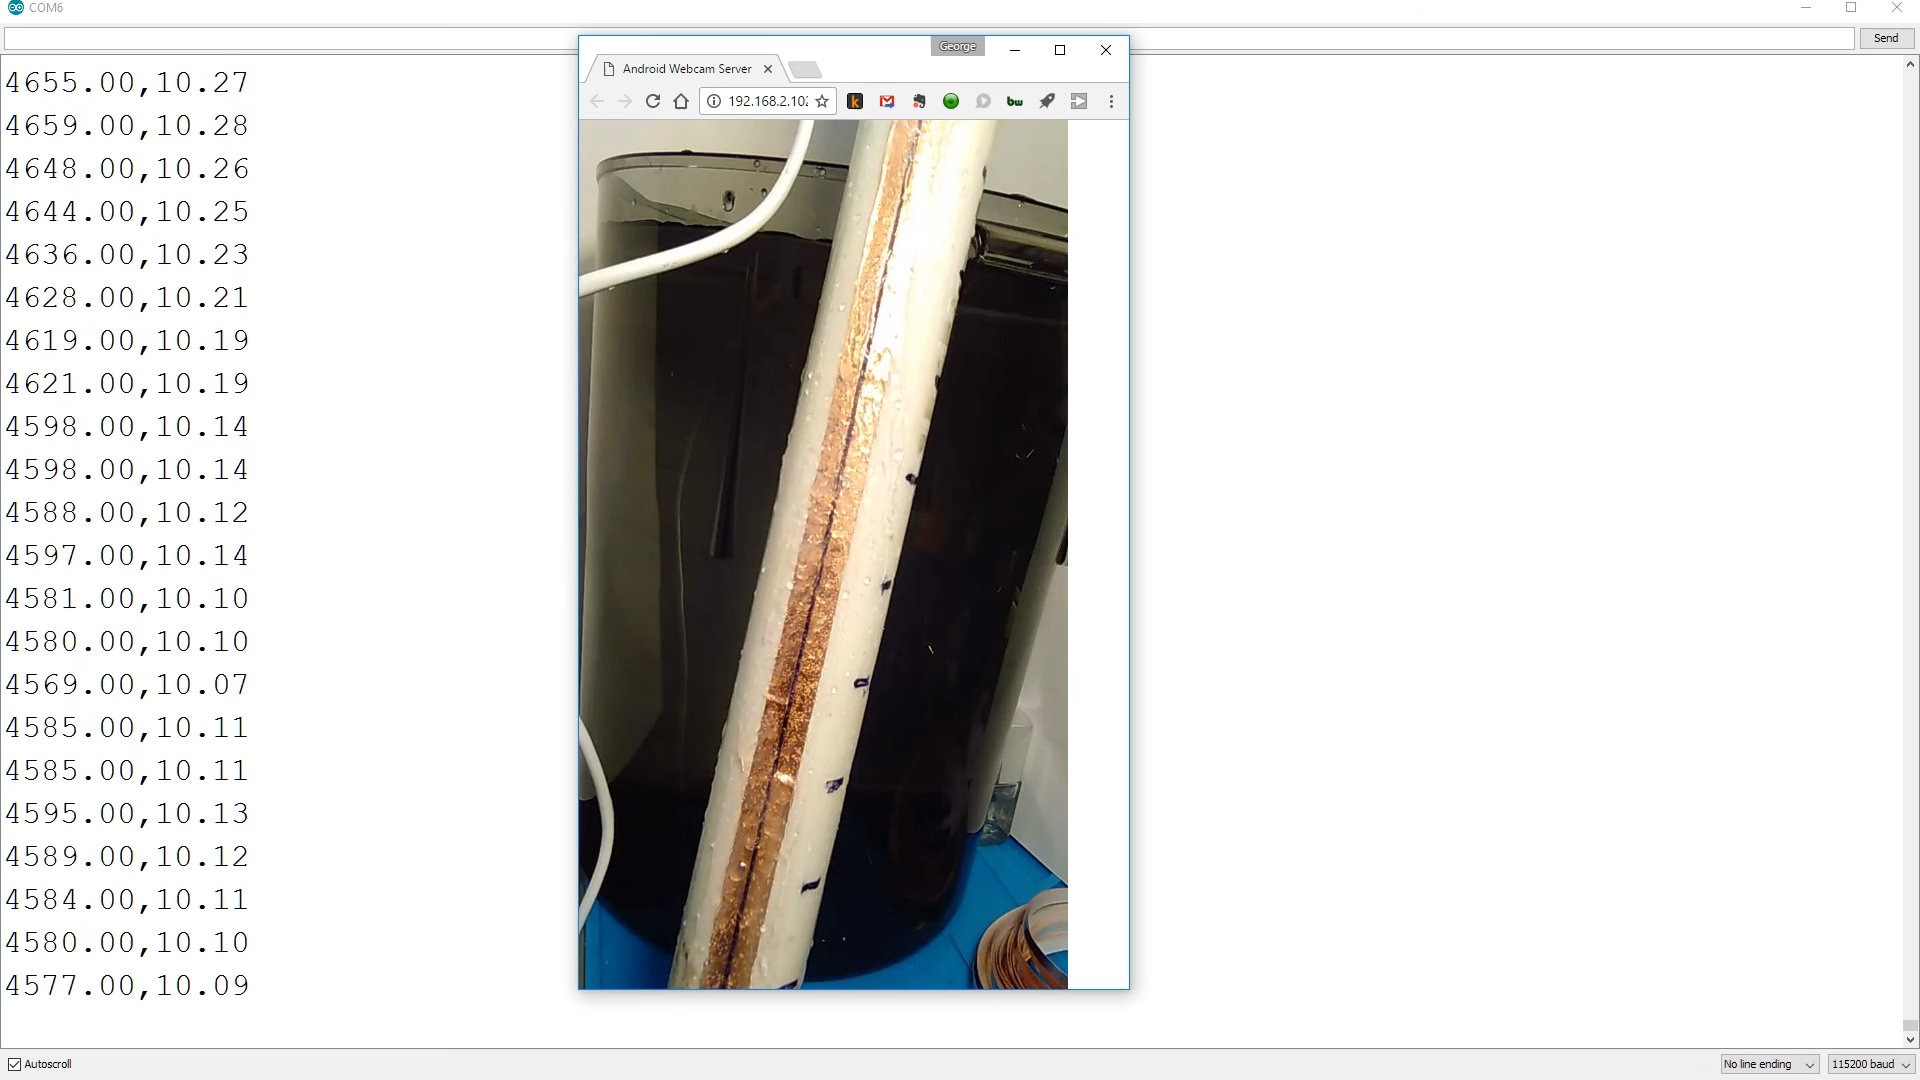 COM6
Send
George
Android Webcam Server
192.168.2.102
bw
4655.00,10.27
4659.00,10.28
4648.00,10.26
4644.00,10.25
4636.00,10.23
4628.00,10.21
4619.00,10.19
4621.00,10.19
4598.00,10.14
4598.00,10.14
4588.00,10.12
4597.00,10.14
4581.00,10.10
4580.00,10.10
4569.00,10.07
4585.00,10.11
4585.00,10.11
4595.00,10.13
4589.00,10.12
4584.00,10.11
4580.00,10.10
4577.00,10.09
Autoscroll
No line ending
115200 baud